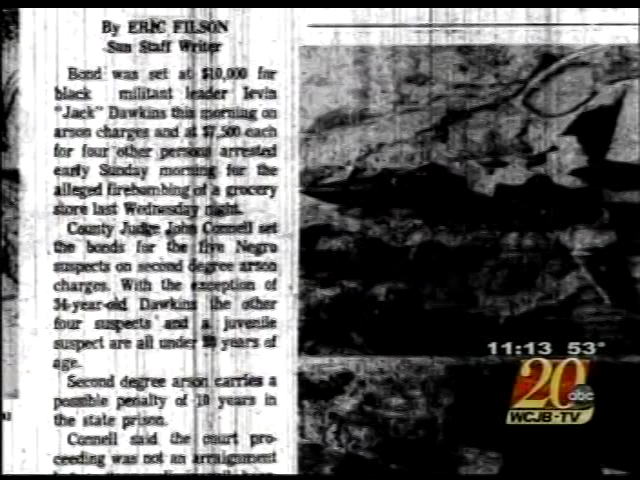 By ERIC FILSON
Sun Staff Writer
Bond was set at $10,000 for
black militant leader Irvin
"Jack" Dawkins this morning on
arson charges and at $7,500 each
for four other persons arrested
early Sunday morning for the
alleged firebombing of a grocery
store last Wednesday night.
County Judge John Connell set
the bonds for the five Negro
suspects on second degree arson
charges. With the exception of
34-year-old Dawkins the other
four suspects and a juvenile
suspect are all under years of
age.
Second degree arson carries a
possible penalty of 10 years in
the state prison.
Connell said the court pro-
ceeding was not an arraignment
11:13 53°
20
abc
WCJB-TV